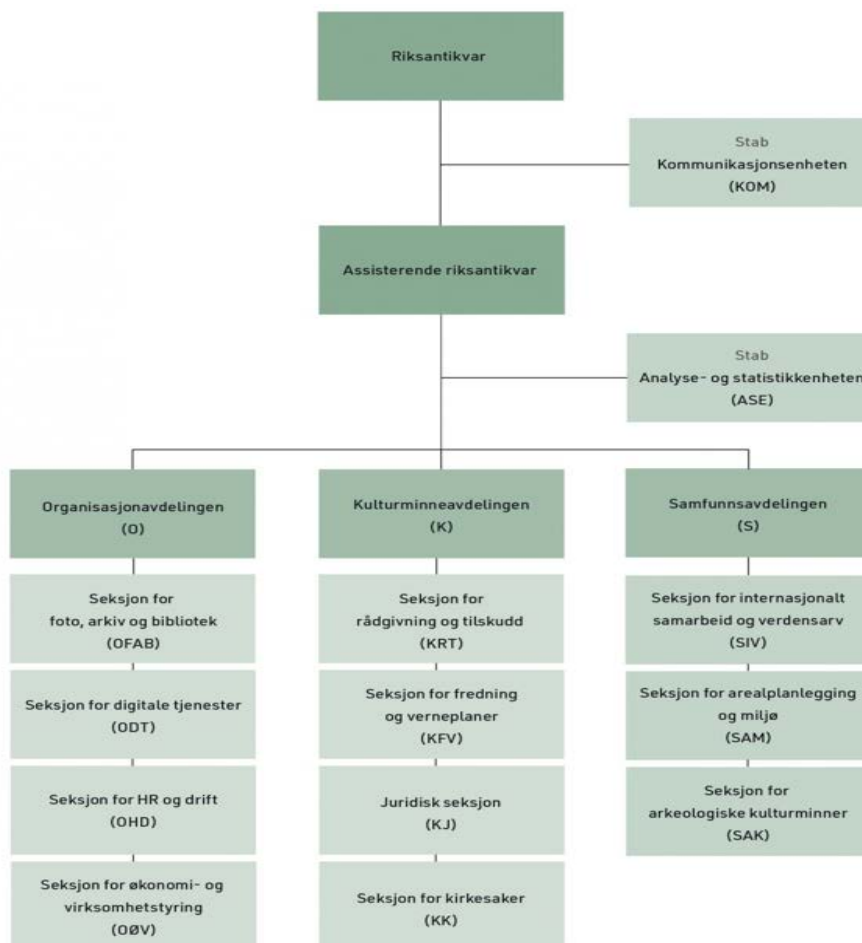 Riksantikvar
Stab
Kommunikasjonsenheten
(KOM)
Assisterende riksantikvar
Stab
Analyse- og statistikkenheten
(ASE)
Organisasjonavdelingen
(O)
Seksjon for
foto, arkiv og bibliotek
(OFAB)
Seksjon for digitale tjenester
(ODT)
Seksjon for HR og drift
(OHD)
Seksjon for økonomi- og
virksomhetstyring
(OØV)
Kulturminneavdelingen
(K)
Seksjon for
rådgivning og tilskudd
(KRT)
Seksjon for fredning
og verneplaner
(KFV)
Juridisk seksjon
(KJ)
Seksjon for kirkesaker
(KK)
Samfunnsavdelingen
(S)
Seksjon for internasjonalt
samarbeid og verdensarv
(SIV)
Seksjon for arealplanlegging
og miljø
(SAM)
Seksjon for
arkeologiske kulturminner
(SAK)